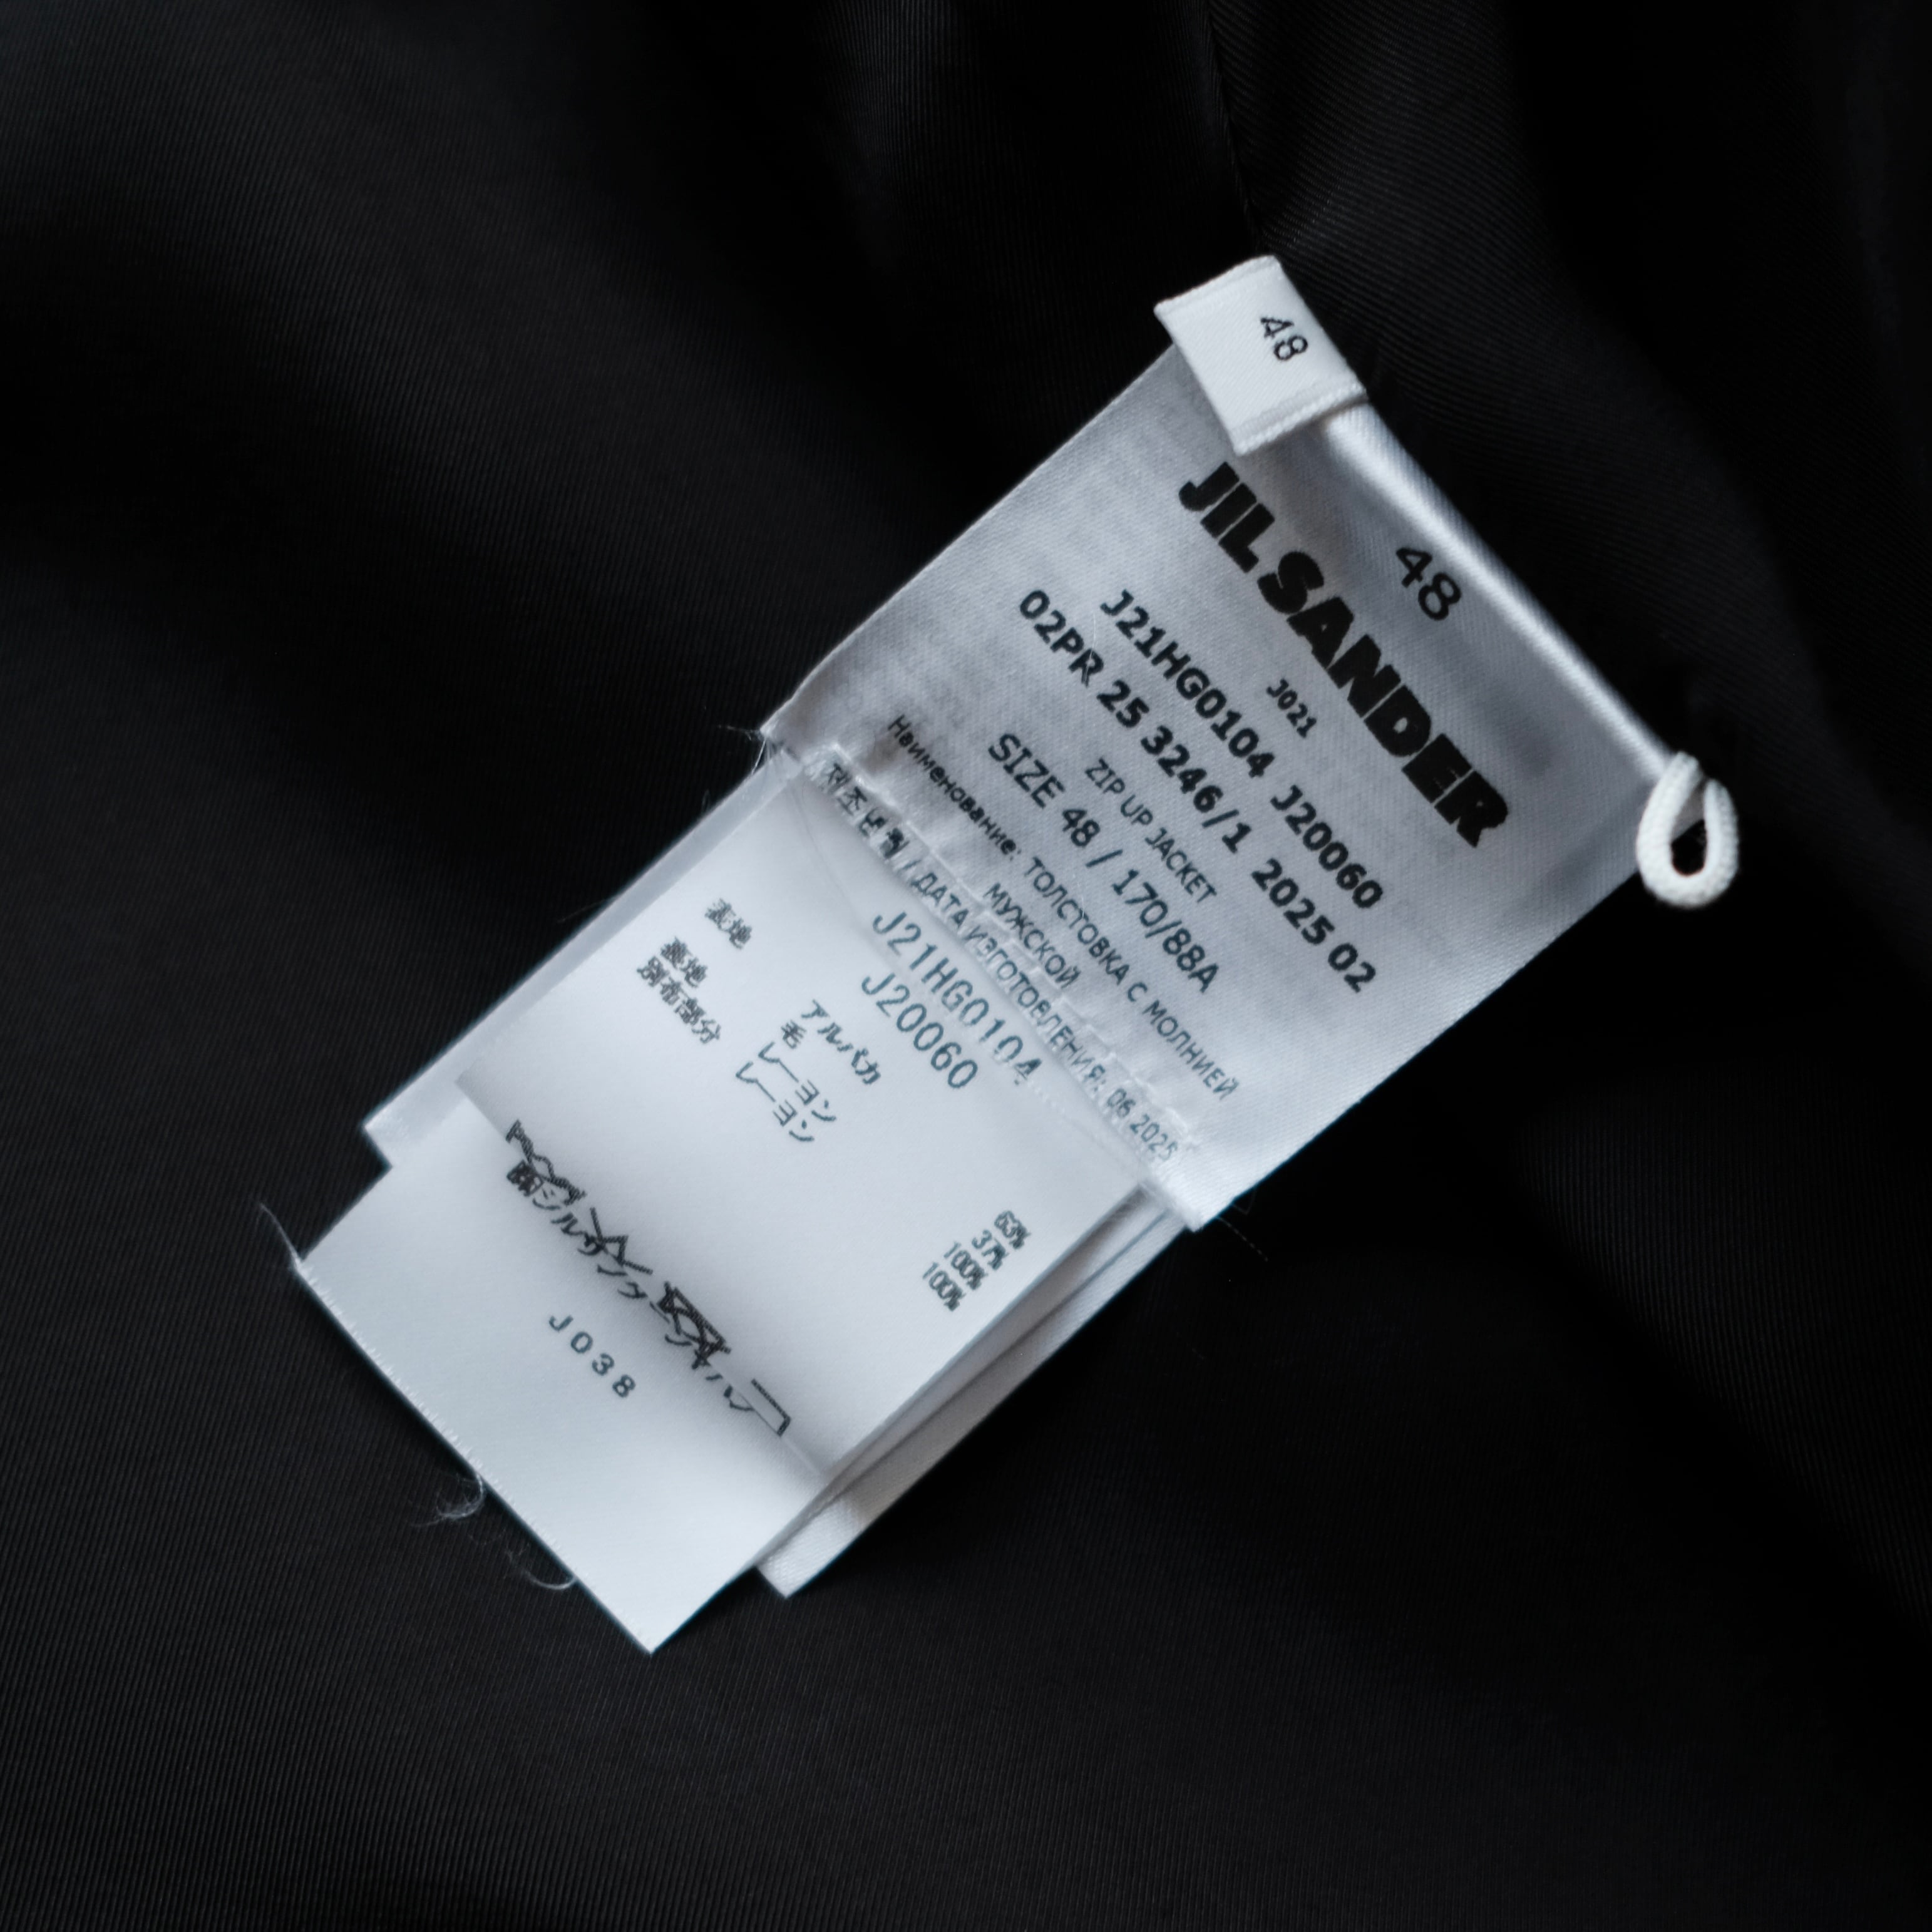 48
48
JIL SANDER
J021
J21HG0104 J20060
02PR 25 3246/1 2025 02
ZIP UP JACKET
SIZE 48 / 170/88A
Наименование: ТОЛСТОВКА С МОЛНИЕЙ
МУЖСКОЙ
제조년월 / ДАТА ИЗГОТОВЛЕНИЯ: 06 2025
J21HG0104
J20060
表地 アルパカ 63%
毛 37%
裏地 レーヨン 100%
別布部分 レーヨン 100%
J038